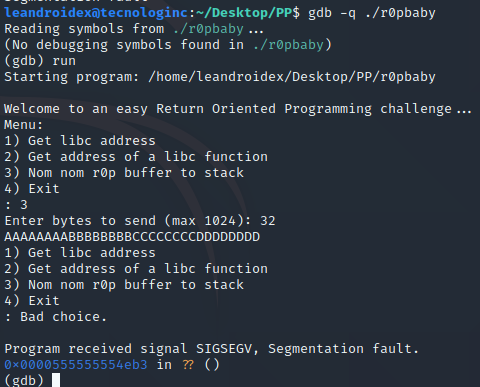 Segmentation fault
leandroidex@tecnologinc:~/Desktop/PP$ gdb -q ./r0pbaby
Reading symbols from ./r0pbaby...
(No debugging symbols found in ./r0pbaby)
(gdb) run
Starting program: /home/leandroidex/Desktop/PP/r0pbaby

Welcome to an easy Return Oriented Programming challenge...
Menu:
1) Get libc address
2) Get address of a libc function
3) Nom nom r0p buffer to stack
4) Exit
: 3
Enter bytes to send (max 1024): 32
AAAAAAAABBBBBBBBCCCCCCCCDDDDDDDD
1) Get libc address
2) Get address of a libc function
3) Nom nom r0p buffer to stack
4) Exit
: Bad choice.

Program received signal SIGSEGV, Segmentation fault.
0x0000555555554eb3 in ?? ()
(gdb)